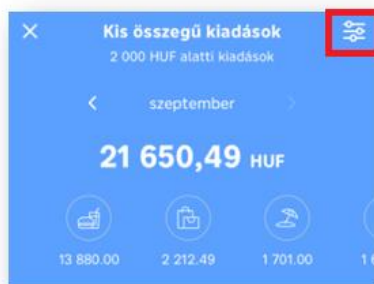 Kis összegű kiadások
2 000 HUF alatti kiadások
szeptember
21 650,49 HUF
13 880.00 2 212.49 1 701.00